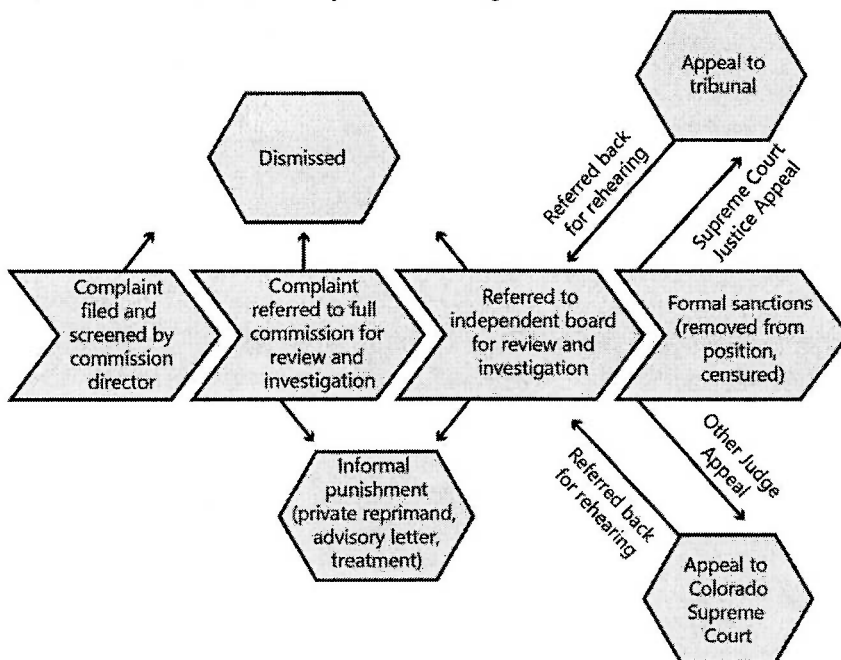 Appeal to
tribunal
Dismissed
Referred back
for rehearing
Supreme Court
Justice Appeal
Complaint
filed and
screened by
commission
director
Complaint
referred to full
commission for
review and
investigation
Referred to
independent board
for review and
investigation
Formal sanctions
(removed from
position,
censured)
Informal
punishment
(private reprimand,
advisory letter,
treatment)
Referred back
for rehearing
Other Judge
Appeal
Appeal to
Colorado
Supreme
Court